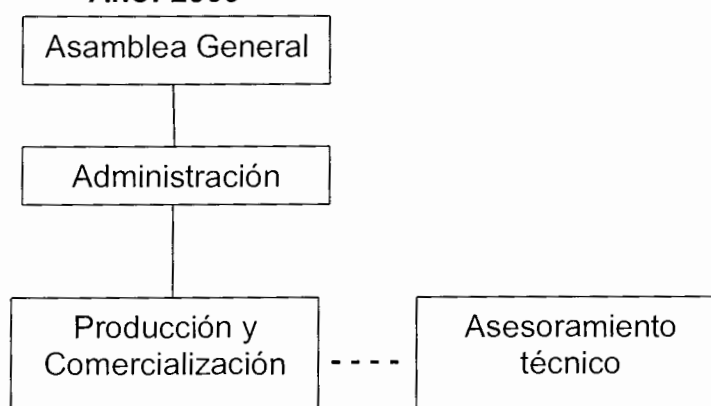 Asamblea General
Administración
Producción y
Comercialización
Asesoramiento
técnico